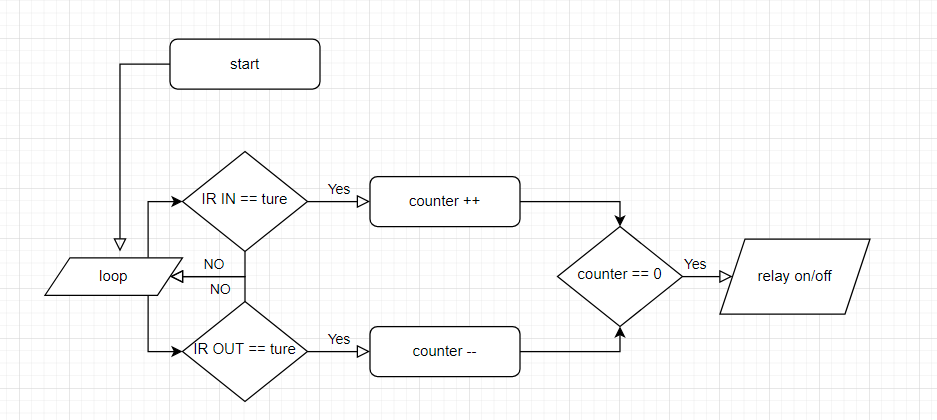 start
IR IN == ture
Yes
counter ++
NO
loop
NO
counter == 0
Yes
relay on/off
IR OUT == ture
Yes
counter --